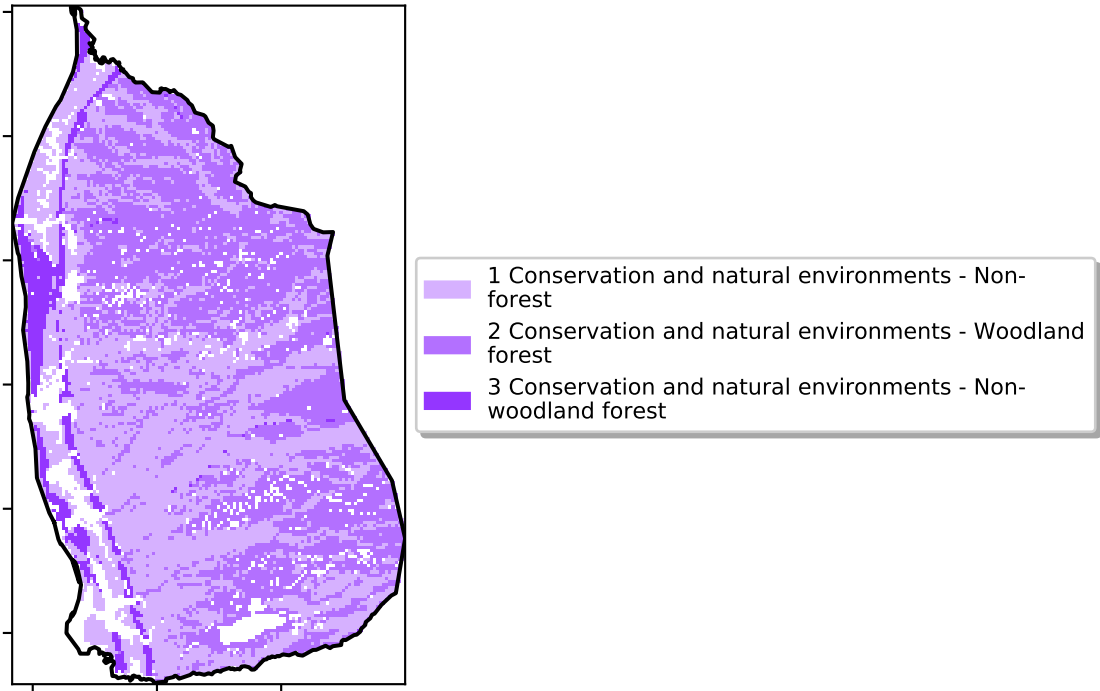 1 Conservation and natural environments - Non-
forest
2 Conservation and natural environments - Woodland
forest
3 Conservation and natural environments - Non-
woodland forest